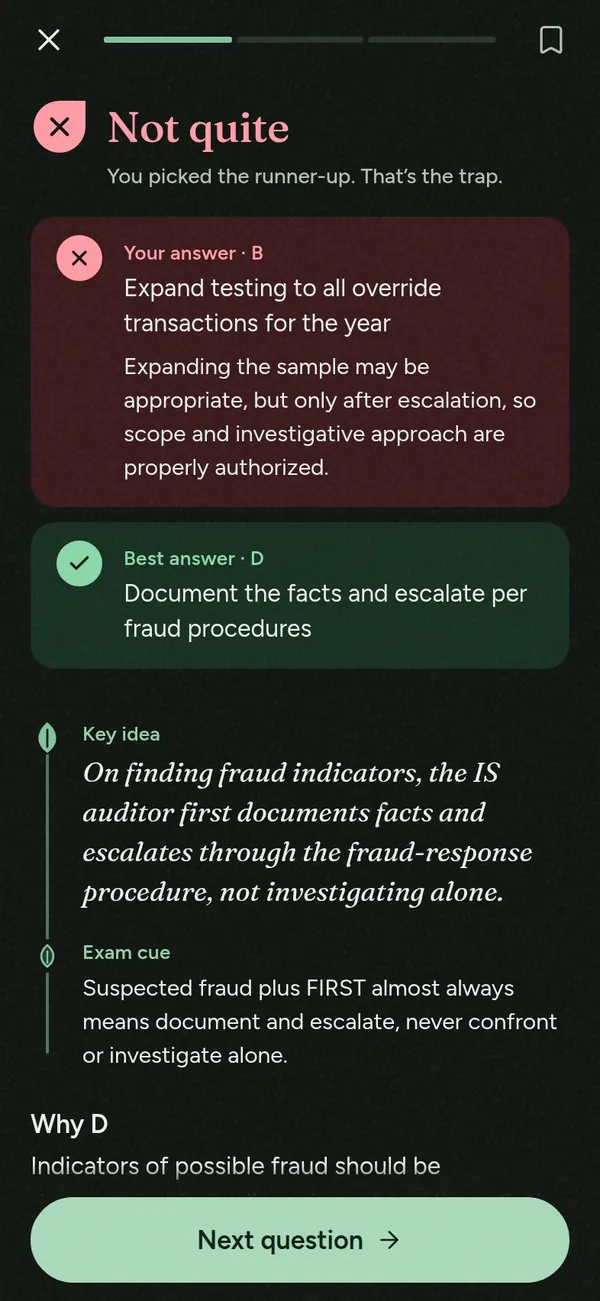 Not quite
You picked the runner-up. That’s the trap.
Your answer · B
Expand testing to all override
transactions for the year
Expanding the sample may be
appropriate, but only after escalation, so
scope and investigative approach are
properly authorized.
Best answer · D
Document the facts and escalate per
fraud procedures
Key idea
On finding fraud indicators, the IS
auditor first documents facts and
escalates through the fraud-response
procedure, not investigating alone.
Exam cue
Suspected fraud plus FIRST almost always
means document and escalate, never confront
or investigate alone.
Why D
Indicators of possible fraud should be
Next question →